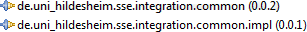 de.uni_hildesheim.sse.integration.common (0.0.2)
de.uni_hildesheim.sse.integration.common.impl (0.0.1)